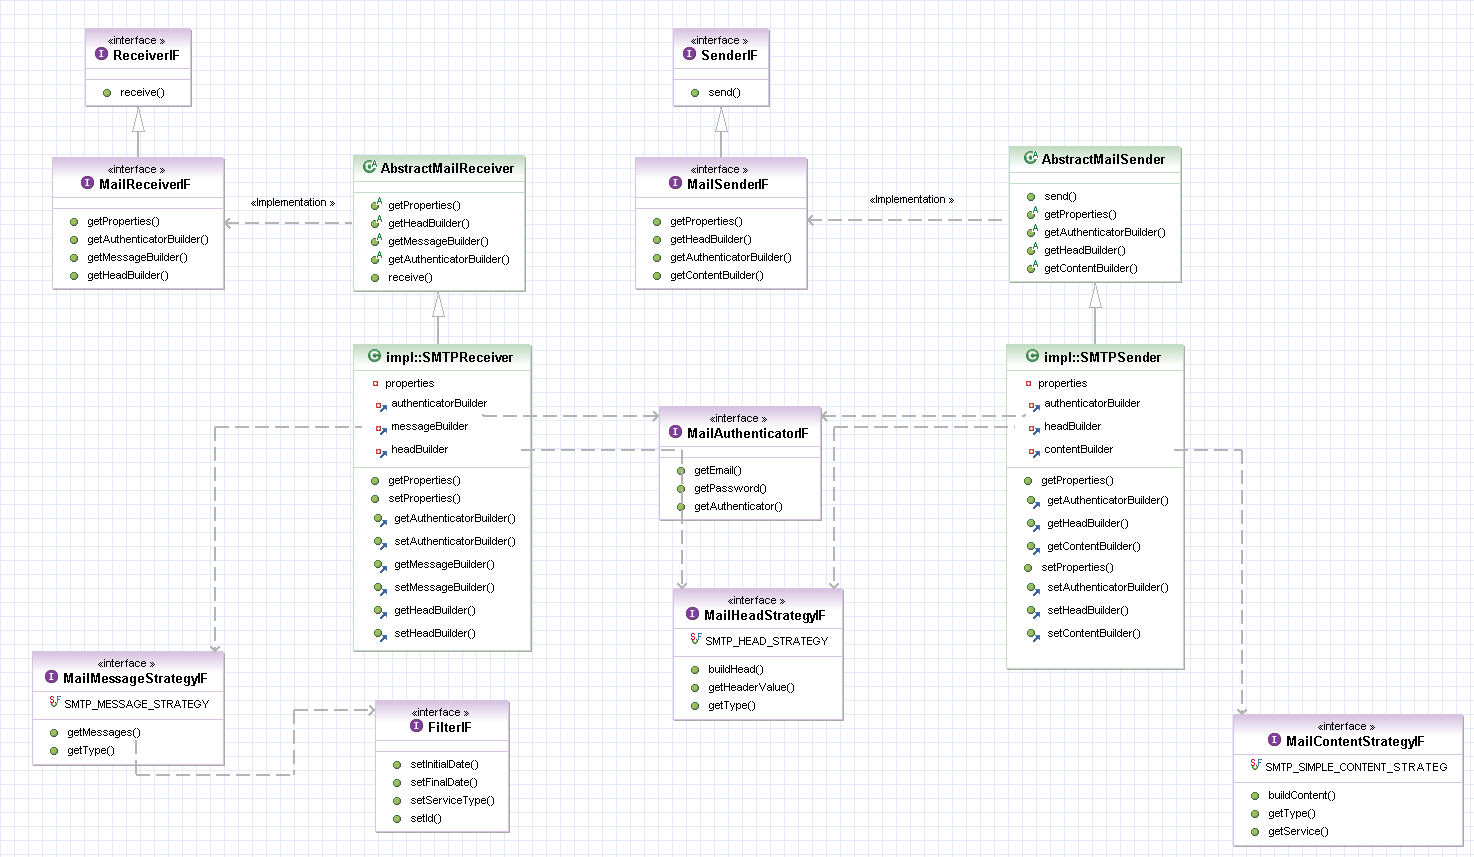 «interface »
ReceiverIF
receive()
«interface »
SenderIF
send()
«interface »
MailReceiverIF
getProperties()
getAuthenticatorBuilder()
getMessageBuilder()
getHeadBuilder()
«Implementation »
AbstractMailReceiver
getProperties()
getHeadBuilder()
getMessageBuilder()
getAuthenticatorBuilder()
receive()
«interface »
MailSenderIF
getProperties()
getHeadBuilder()
getAuthenticatorBuilder()
getContentBuilder()
«Implementation »
AbstractMailSender
send()
getProperties()
getAuthenticatorBuilder()
getHeadBuilder()
getContentBuilder()
impl::SMTPReceiver
properties
authenticatorBuilder
messageBuilder
headBuilder
getProperties()
setProperties()
getAuthenticatorBuilder()
setAuthenticatorBuilder()
getMessageBuilder()
setMessageBuilder()
getHeadBuilder()
setHeadBuilder()
«interface »
MailAuthenticatorIF
getEmail()
getPassword()
getAuthenticator()
impl::SMTPSender
properties
authenticatorBuilder
headBuilder
contentBuilder
getProperties()
getAuthenticatorBuilder()
getHeadBuilder()
getContentBuilder()
setProperties()
setAuthenticatorBuilder()
setHeadBuilder()
setContentBuilder()
«interface »
MailHeadStrategyIF
SMTP_HEAD_STRATEGY
buildHead()
getHeaderValue()
getType()
«interface »
MailMessageStrategyIF
SMTP_MESSAGE_STRATEGY
getMessages()
getType()
«interface »
FilterIF
setInitialDate()
setFinalDate()
setServiceType()
setId()
«interface »
MailContentStrategyIF
SMTP_SIMPLE_CONTENT_STRATEG
buildContent()
getType()
getService()